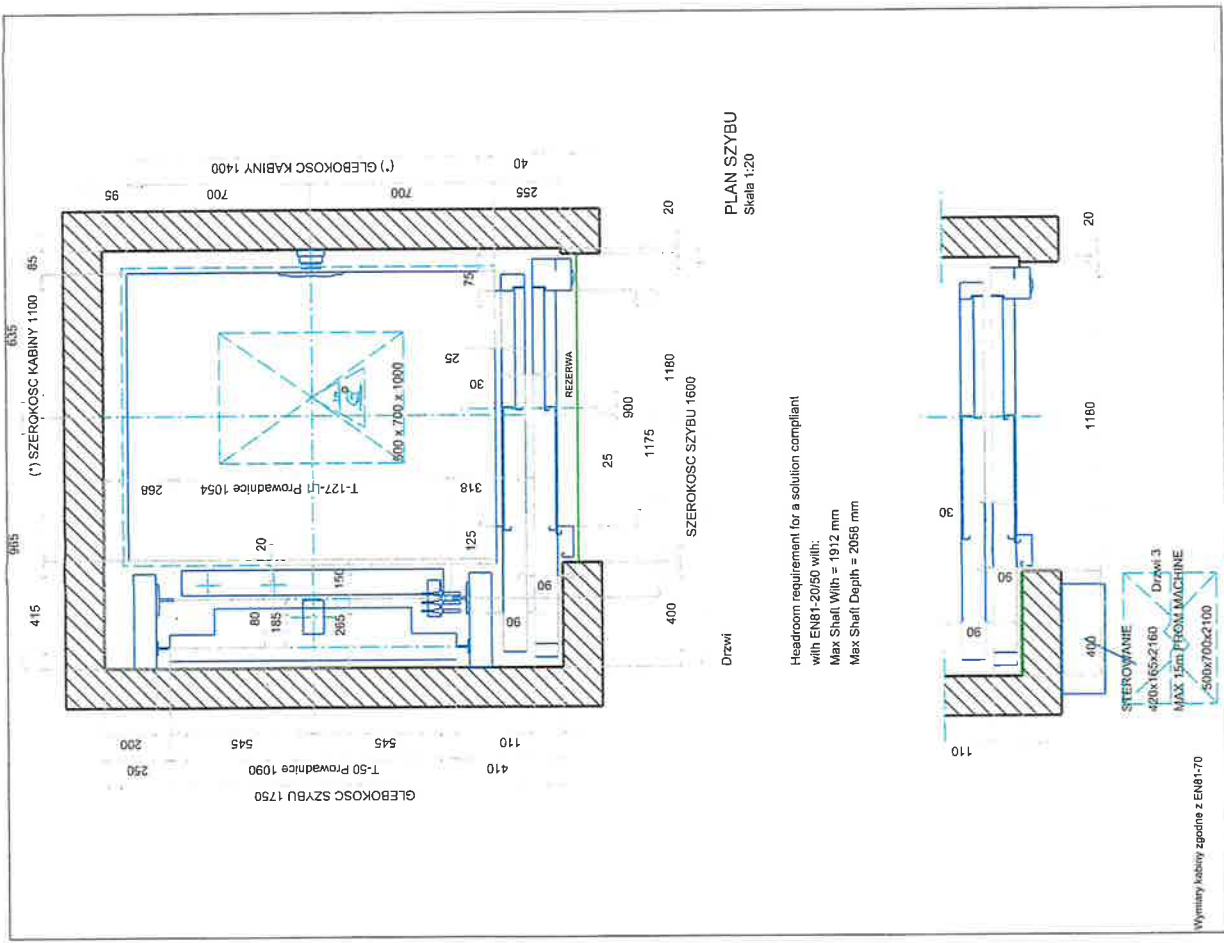 (*) SZEROKOSC KABINY 1100
635
85
965
415
95
700
(*) GLEBOKOSC KABINY 1400
700
40
255
20
PLAN SZYBU
Skala 1:20
75
25
30
REZERWA
500 x 700 x 1000
268
T-127-L/1 Prowadnice 1054
318
125
20
150
80
185
265
90
90
900
25
1180
1175
SZEROKOSC SZYBU 1600
400
Drzwi
200
250
545
545
T-50 Prowadnice 1090
110
410
GLEBOKOSC SZYBU 1750
Headroom requirement for a solution compliant
with EN81-20/50 with:
Max Shaft With = 1912 mm
Max Shaft Depth = 2058 mm
20
1180
30
90
90
400
110
STEROWANIE
420x165x2160
Drzwi 3
MAX 15m FROM MACHINE
500x700x2100
Wymiary kabiny zgodne z EN81-70